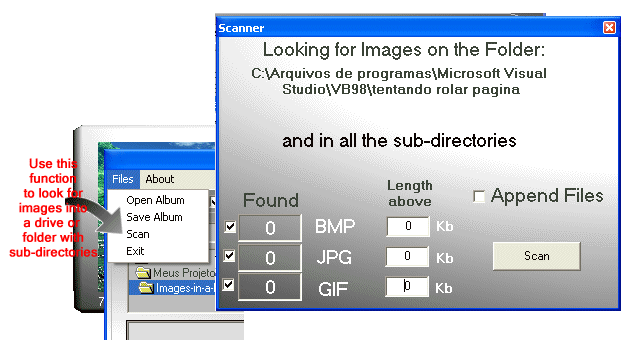 Scanner
Looking for Images on the Folder:
C:\Arquivos de programas\Microsoft Visual
Studio\VB98\tentando rolar pagina
and in all the sub-directories
Use this
function
to look for
images into
a drive or
folder with
sub-directories
Files About
Open Album
Save Album
Scan
Exit
Meus Projeto
Images-in-a-l
7
Found
Length
above
Append Files
0 BMP 0 Kb
0 JPG 0 Kb
0 GIF 0 Kb
Scan